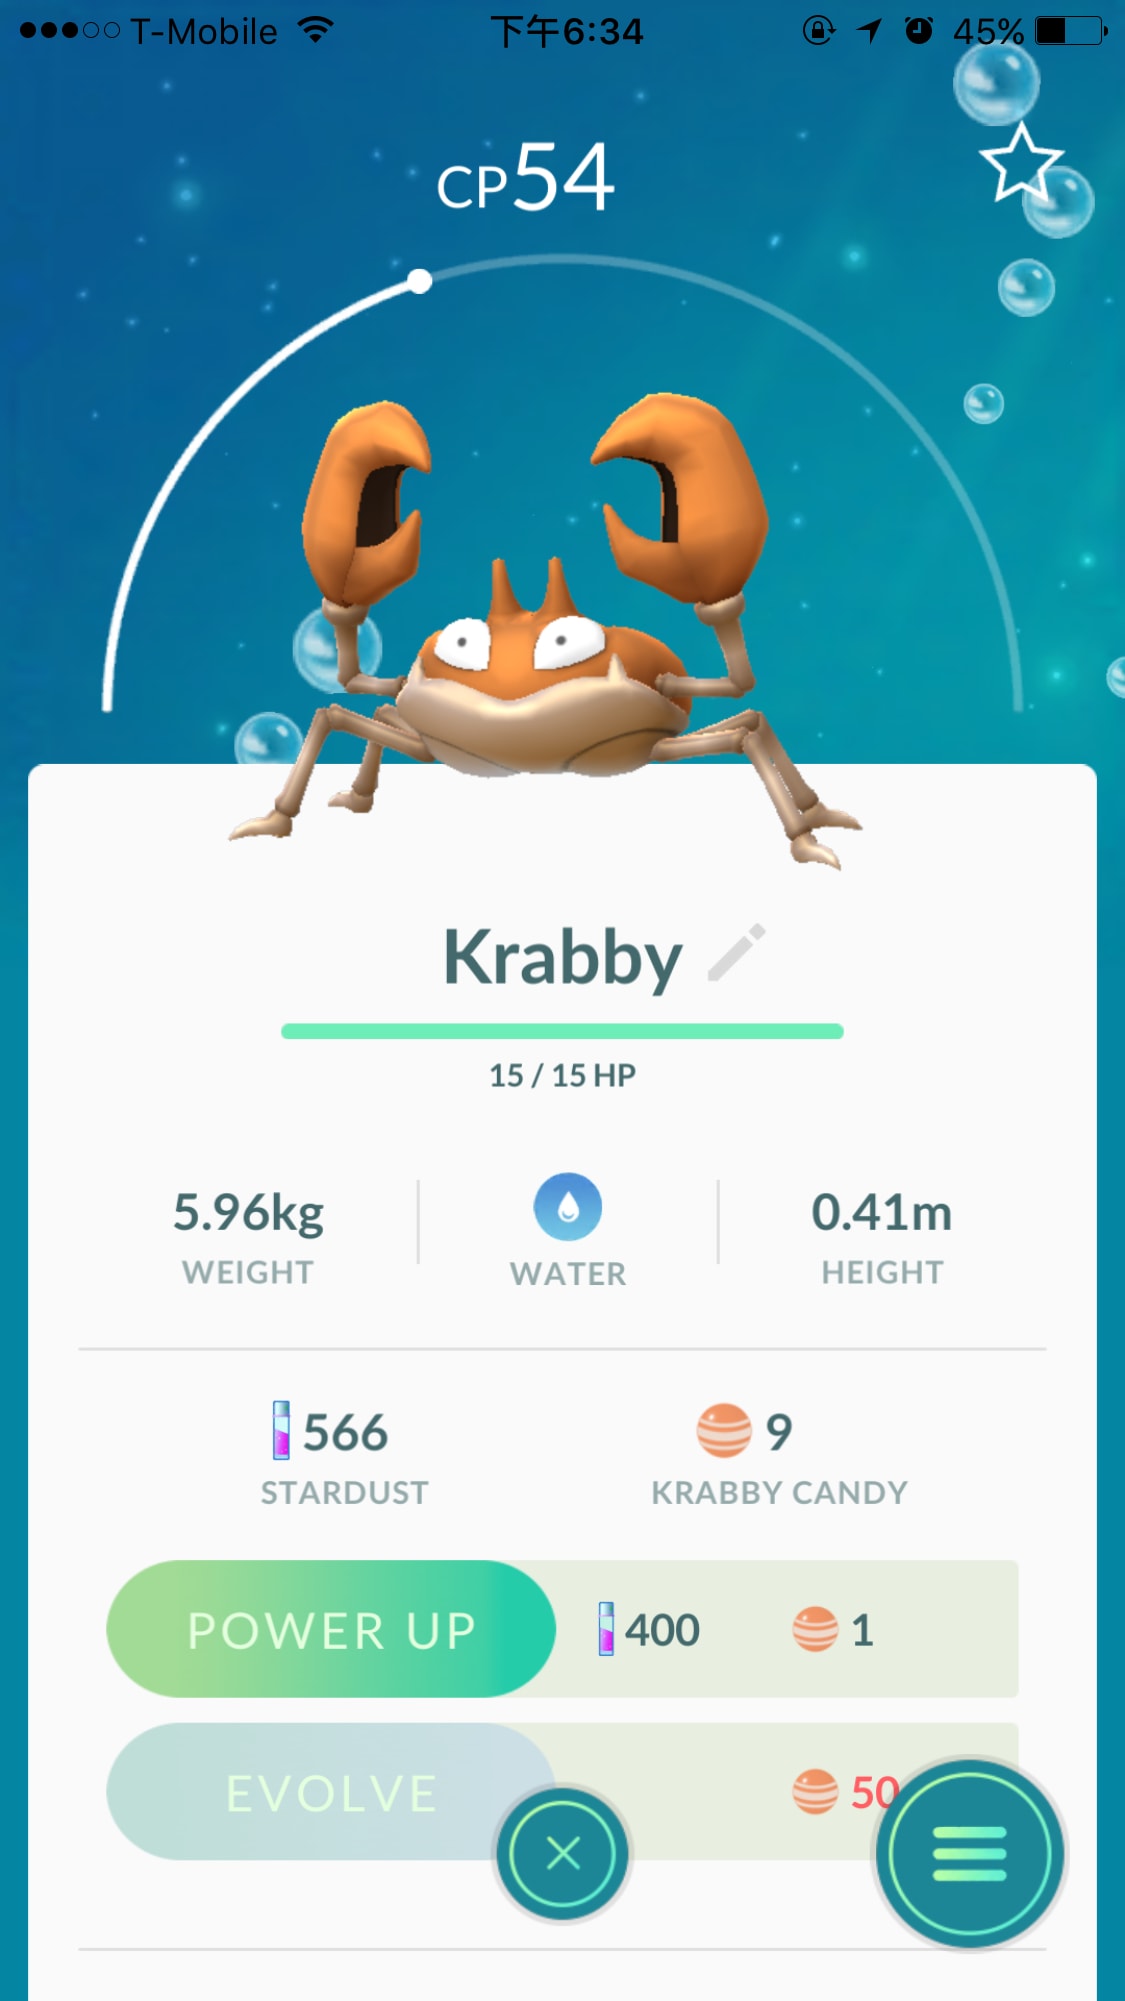 T-Mobile 下午6:34 45%
CP54
Krabby
15 / 15 HP
5.96kg WATER 0.41m
WEIGHT HEIGHT
566 9
STARDUST KRABBY CANDY
POWER UP 400 1
EVOLVE 50